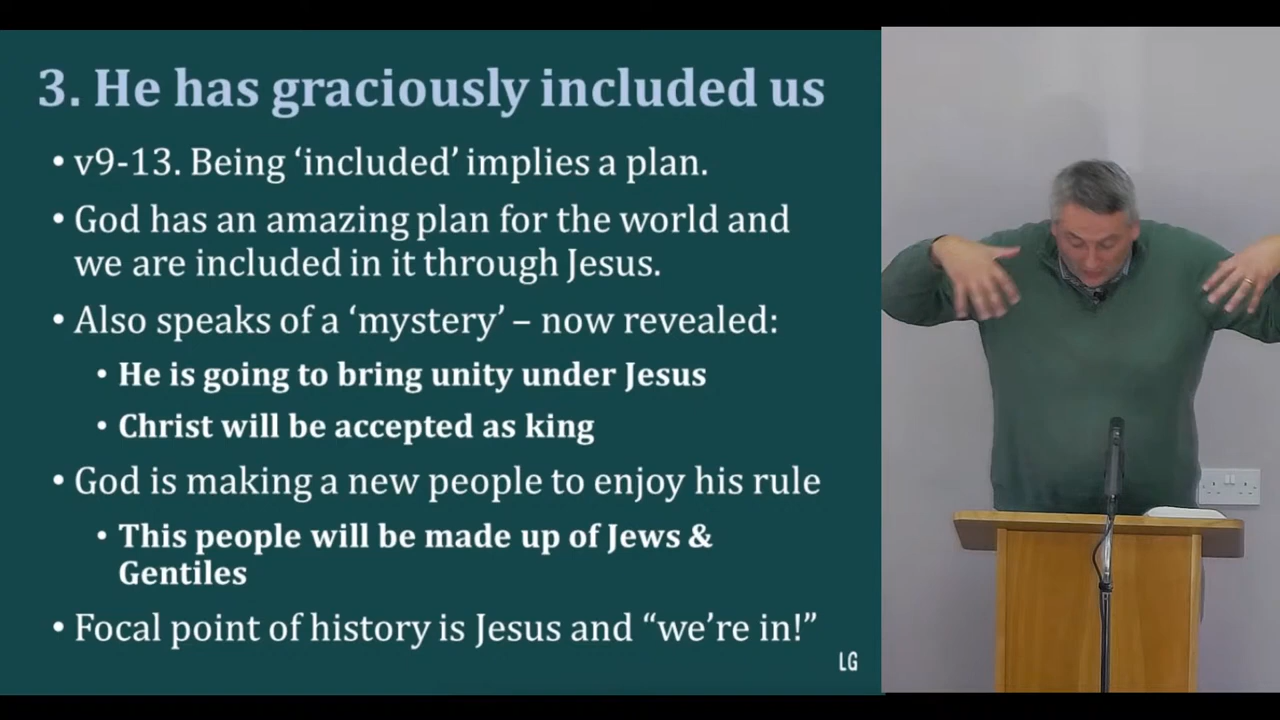 3. He has graciously included us
• v9-13. Being ‘included’ implies a plan.
• God has an amazing plan for the world and
we are included in it through Jesus.
• Also speaks of a ‘mystery’ – now revealed:
• He is going to bring unity under Jesus
• Christ will be accepted as king
• God is making a new people to enjoy his rule
• This people will be made up of Jews &
Gentiles
• Focal point of history is Jesus and “we’re in!”
LG